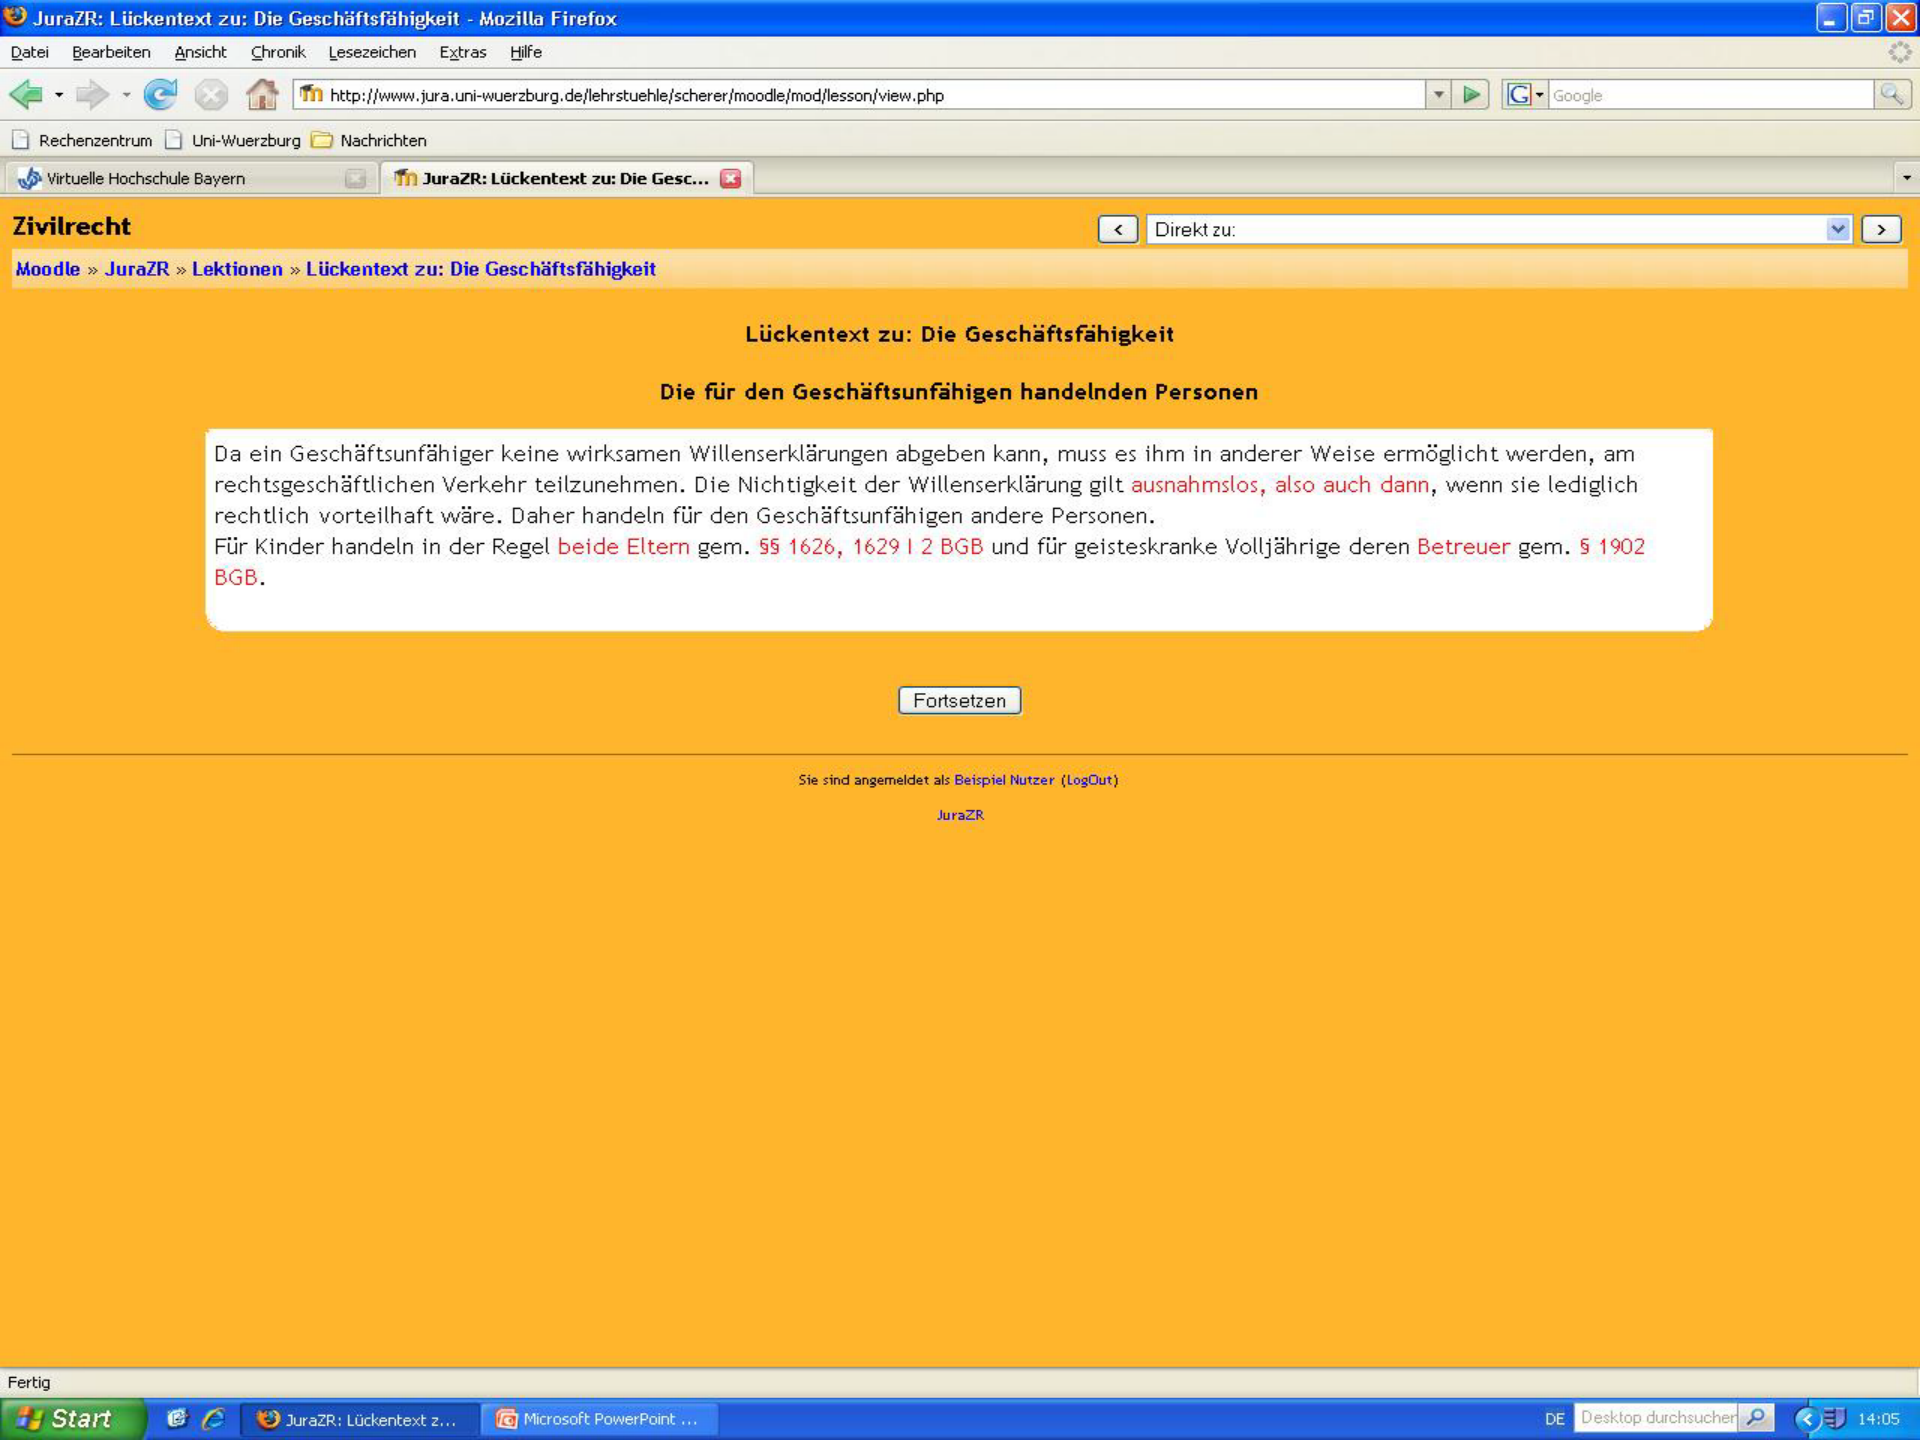 JuraZR: Lückentext zu: Die Geschäftsfähigkeit - Mozilla Firefox
Datei Bearbeiten Ansicht Chronik Lesezeichen Extras Hilfe
http://www.jura.uni-wuerzburg.de/lehrstuehle/scherer/moodle/mod/lesson/view.php
Google
Rechenzentrum Uni-Wuerzburg Nachrichten
Virtuelle Hochschule Bayern
JuraZR: Lückentext zu: Die Gesc...
Zivilrecht
< Direkt zu: >
Moodle » JuraZR » Lektionen » Lückentext zu: Die Geschäftsfähigkeit
Lückentext zu: Die Geschäftsfähigkeit
Die für den Geschäftsunfähigen handelnden Personen
Da ein Geschäftsunfähiger keine wirksamen Willenserklärungen abgeben kann, muss es ihm in anderer Weise ermöglicht werden, am
rechtsgeschäftlichen Verkehr teilzunehmen. Die Nichtigkeit der Willenserklärung gilt ausnahmslos, also auch dann, wenn sie lediglich
rechtlich vorteilhaft wäre. Daher handeln für den Geschäftsunfähigen andere Personen.
Für Kinder handeln in der Regel beide Eltern gem. §§ 1626, 1629 I 2 BGB und für geisteskranke Volljährige deren Betreuer gem. § 1902
BGB.
Fortsetzen
Sie sind angemeldet als Beispiel Nutzer (LogOut)
JuraZR
Fertig
Start
JuraZR: Lückentext z...
Microsoft PowerPoint ...
DE
Desktop durchsuchen
14:05